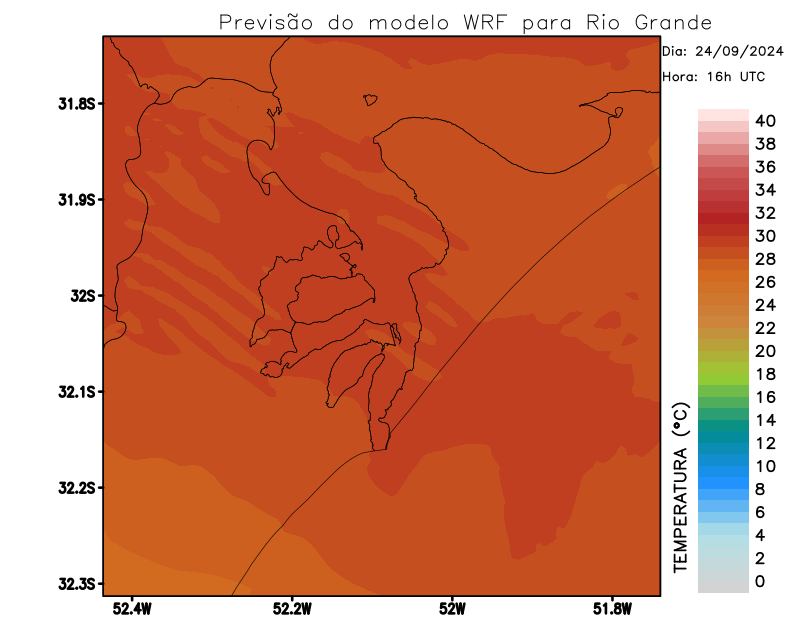 Previsão do modelo WRF para Rio Grande
Dia: 24/09/2024
Hora: 16h UTC
31.8S
31.9S
32S
32.1S
32.2S
32.3S
52.4W
52.2W
52W
51.8W
TEMPERATURA (°C)
40
38
36
34
32
30
28
26
24
22
20
18
16
14
12
10
8
6
4
2
0